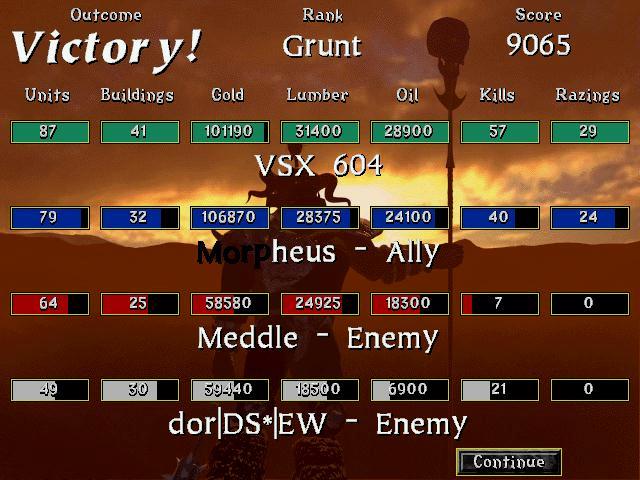 Outcome Rank Score
Victory! Grunt 9065
Units Buildings Gold Lumber Oil Kills Razings
87 41 101190 31400 28900 57 29
VSX 604
79 32 106870 28375 24100 40 24
Morpheus - Ally
64 25 58580 24925 18300 7 0
Meddle - Enemy
49 30 59440 18500 6900 21 0
dor|DS*|EW - Enemy
Continue